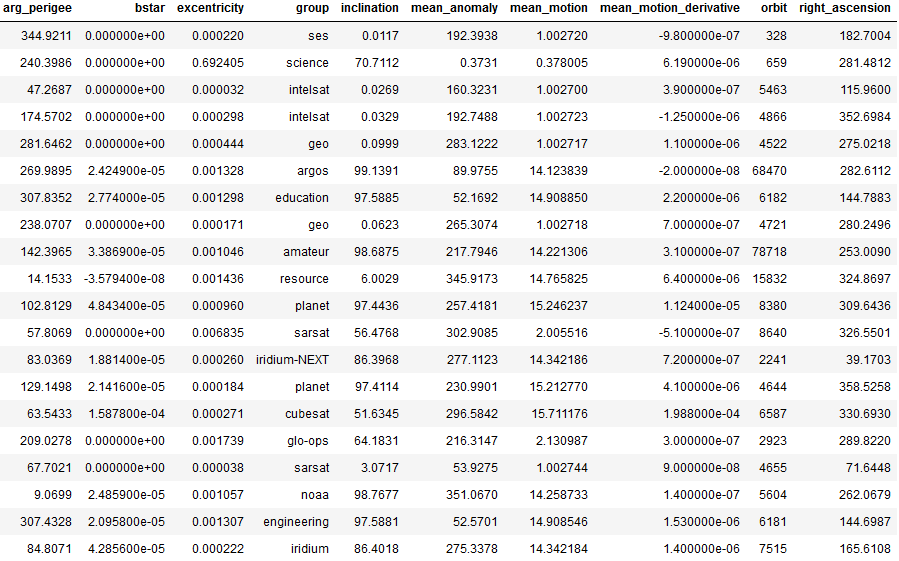 arg_perigee bstar excentricity group inclination mean_anomaly mean_motion mean_motion_derivative orbit right_ascension
344.9211 0.000000e+00 0.000220 ses 0.0117 192.3938 1.002720 -9.800000e-07 328 182.7004
240.3986 0.000000e+00 0.692405 science 70.7112 0.3731 0.378005 6.190000e-06 659 281.4812
47.2687 0.000000e+00 0.000032 intelsat 0.0269 160.3231 1.002700 3.900000e-07 5463 115.9600
174.5702 0.000000e+00 0.000298 intelsat 0.0329 192.7488 1.002723 -1.250000e-06 4866 352.6984
281.6462 0.000000e+00 0.000444 geo 0.0999 283.1222 1.002717 1.100000e-06 4522 275.0218
269.9895 2.424900e-05 0.001328 argos 99.1391 89.9755 14.123839 -2.000000e-08 68470 282.6112
307.8352 2.774000e-05 0.001298 education 97.5885 52.1692 14.908850 2.200000e-06 6182 144.7883
238.0707 0.000000e+00 0.000171 geo 0.0623 265.3074 1.002718 7.000000e-07 4721 280.2496
142.3965 3.386900e-05 0.001046 amateur 98.6875 217.7946 14.221306 3.100000e-07 78718 253.0090
14.1533 -3.579400e-08 0.001436 resource 6.0029 345.9173 14.765825 6.400000e-06 15832 324.8697
102.8129 4.843400e-05 0.000960 planet 97.4436 257.4181 15.246237 1.124000e-05 8380 309.6436
57.8069 0.000000e+00 0.006835 sarsat 56.4768 302.9085 2.005516 -5.100000e-07 8640 326.5501
83.0369 1.881400e-05 0.000260 iridium-NEXT 86.3968 277.1123 14.342186 7.200000e-07 2241 39.1703
129.1498 2.141600e-05 0.000184 planet 97.4114 230.9901 15.212770 4.100000e-06 4644 358.5258
63.5433 1.587800e-04 0.000271 cubesat 51.6345 296.5842 15.711176 1.988000e-04 6587 330.6930
209.0278 0.000000e+00 0.001739 glo-ops 64.1831 216.3147 2.130987 3.000000e-07 2923 289.8220
67.7021 0.000000e+00 0.000038 sarsat 3.0717 53.9275 1.002744 9.000000e-08 4655 71.6448
9.0699 2.485900e-05 0.001057 noaa 98.7677 351.0670 14.258733 1.400000e-07 5604 262.0679
307.4328 2.095800e-05 0.001307 engineering 97.5881 52.5701 14.908546 1.530000e-06 6181 144.6987
84.8071 4.285600e-05 0.000222 iridium 86.4018 275.3378 14.342184 1.400000e-06 7515 165.6108